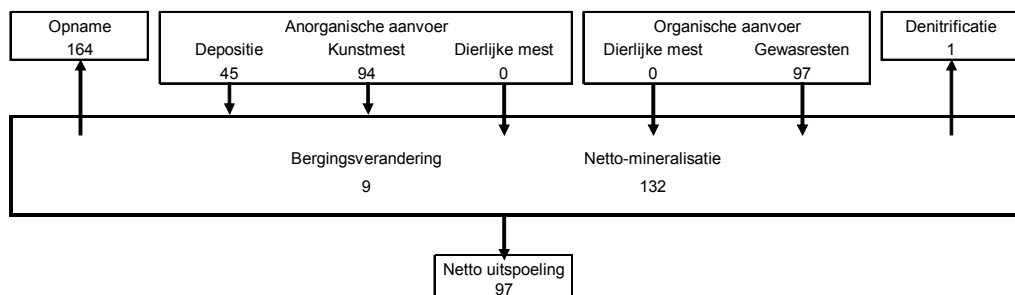 Opname
164
Anorganische aanvoer
Depositie Kunstmest Dierlijke mest
45 94 0
Organische aanvoer
Dierlijke mest Gewasresten
0 97
Denitrificatie
1
Bergingsverandering Netto-mineralisatie
9 132
Netto uitspoeling
97